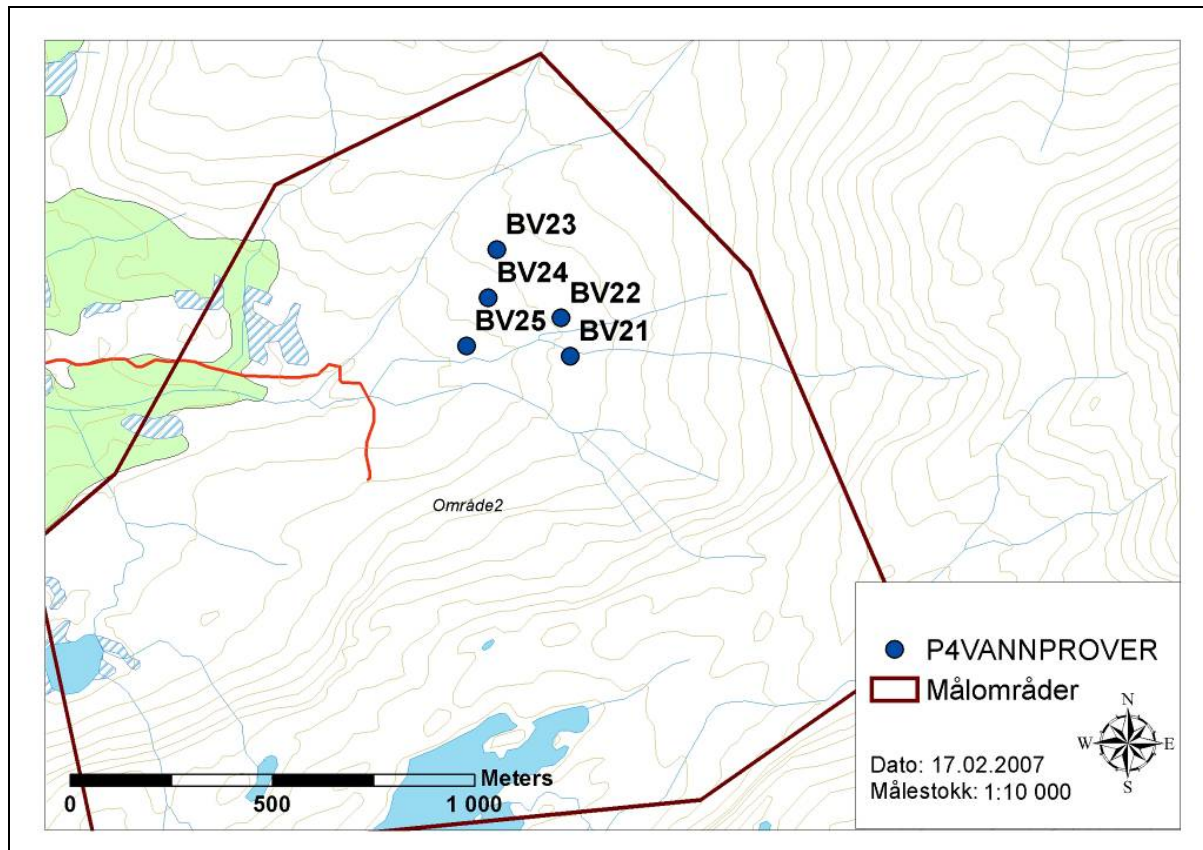 BV23
BV24
BV22
BV25
BV21
Område2
P4VANNPROVER
Målområder
N
W E
S
Dato: 17.02.2007
Målestokk: 1:10 000
Meters
0 500 1 000